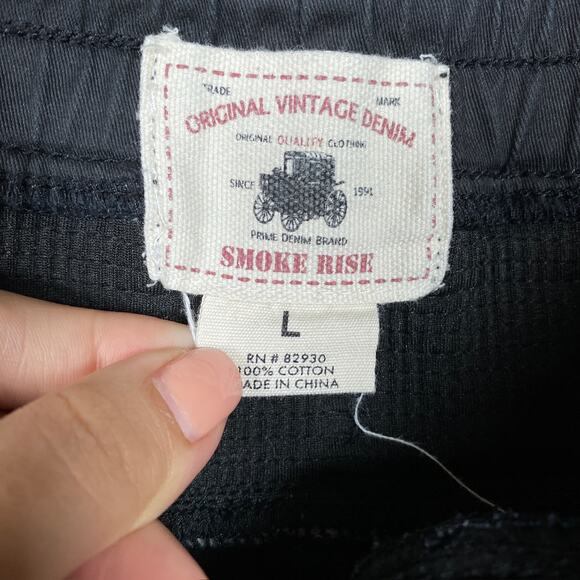 TRADE MARK
ORIGINAL VINTAGE DENIM
ORIGINAL QUALITY CLOTHING
SINCE 1991
PRIME DENIM BRAND
SMOKE RISE
L
RN # 82930
100% COTTON
MADE IN CHINA